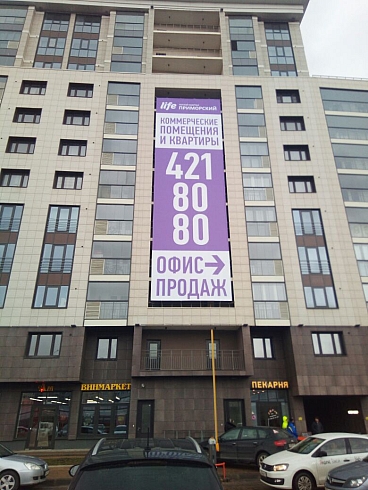 life ПРИМОРСКИЙ
КОММЕРЧЕСКИЕ
ПОМЕЩЕНИЯ
И КВАРТИРЫ
421
80
80
ОФИС→
ПРОДАЖ
ВИНМАРКЕТ
ПЕКАРНЯ